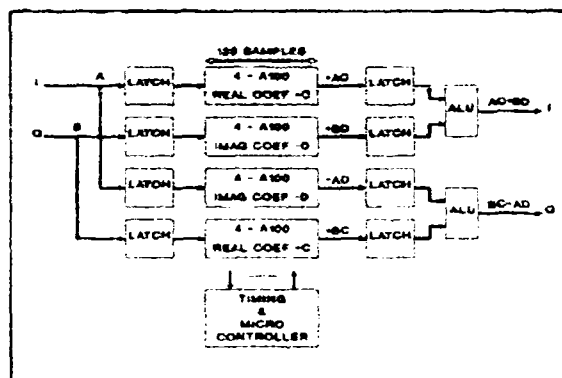 128 SAMPLES
I A LATCH 4 - A100 REAL COEF -C +AC LATCH
ALU AC+BD I
Q B LATCH 4 - A100 IMAG COEF -D +BD LATCH
LATCH 4 - A100 IMAG COEF -D -AD LATCH
ALU BC-AD Q
LATCH 4 - A100 REAL COEF -C +BC LATCH
TIMING
&
MICRO
CONTROLLER